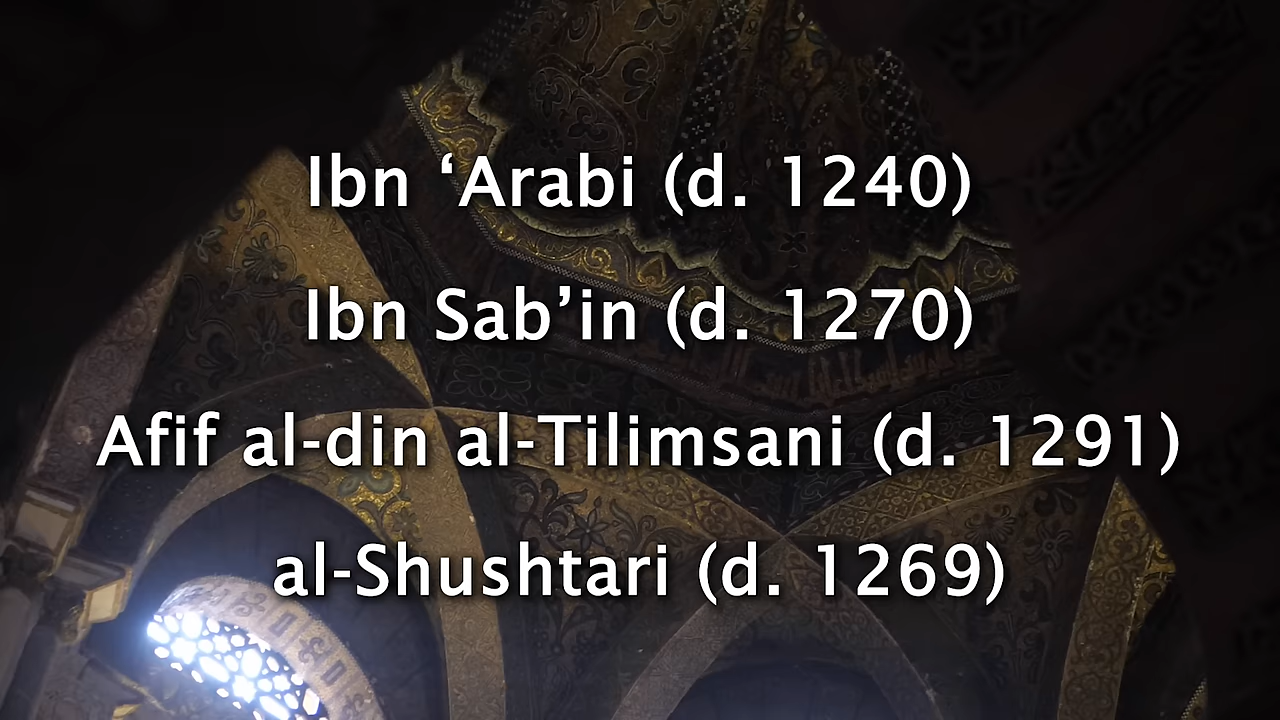 Ibn ‘Arabi (d. 1240)
Ibn Sab’in (d. 1270)
Afif al-din al-Tilimsani (d. 1291)
al-Shushtari (d. 1269)